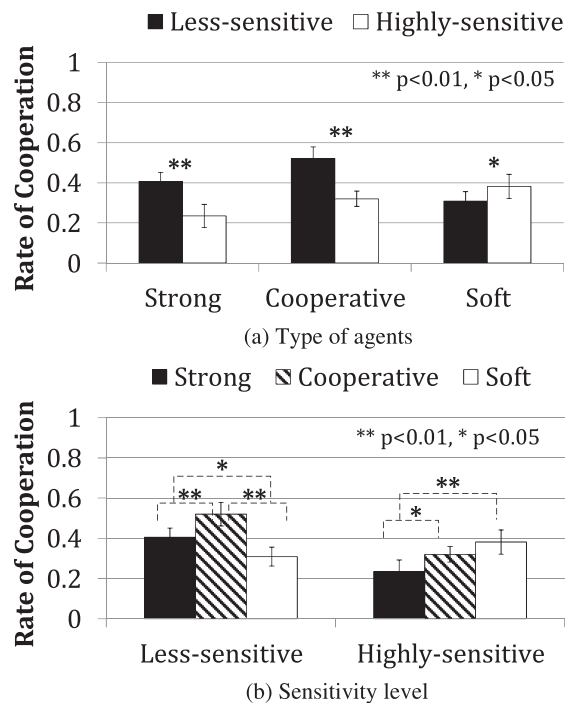 Less-sensitive Highly-sensitive
Rate of Cooperation
1
0.8
0.6
0.4
0.2
0
** p<0.01, * p<0.05
**
**
*
Strong Cooperative Soft
(a) Type of agents
Strong Cooperative Soft
Rate of Cooperation
1
0.8
0.6
0.4
0.2
0
** p<0.01, * p<0.05
*
** **
**
*
Less-sensitive Highly-sensitive
(b) Sensitivity level